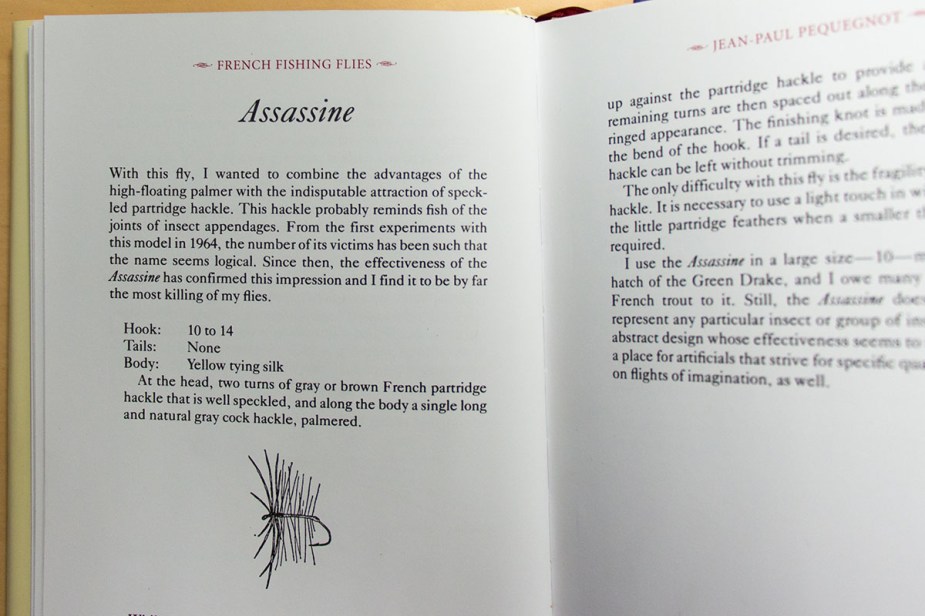 FRENCH FISHING FLIES
Assassine
With this fly, I wanted to combine the advantages of the
high-floating palmer with the indisputable attraction of speck-
led partridge hackle. This hackle probably reminds fish of the
joints of insect appendages. From the first experiments with
this model in 1964, the number of its victims has been such that
the name seems logical. Since then, the effectiveness of the
Assassine has confirmed this impression and I find it to be by far
the most killing of my flies.
Hook: 10 to 14
Tails: None
Body: Yellow tying silk
At the head, two turns of gray or brown French partridge
hackle that is well speckled, and along the body a single long
and natural gray cock hackle, palmered.
JEAN-PAUL PEQUEGNOT
up against the partridge hackle to provide
remaining turns are then spaced out along the
ringed appearance. The finishing knot is
the bend of the hook. If a tail is desired,
hackle can be left without trimming.
The only difficulty with this fly is the
hackle. It is necessary to use a light touch in
the little partridge feathers when a smaller
required.
I use the Assassine in a large size—10—
hatch of the Green Drake, and I owe many
French trout to it. Still, the Assassine
represent any particular insect or group of
abstract design whose effectiveness seems to
a place for artificials that strive for specific
on flights of imagination, as well.